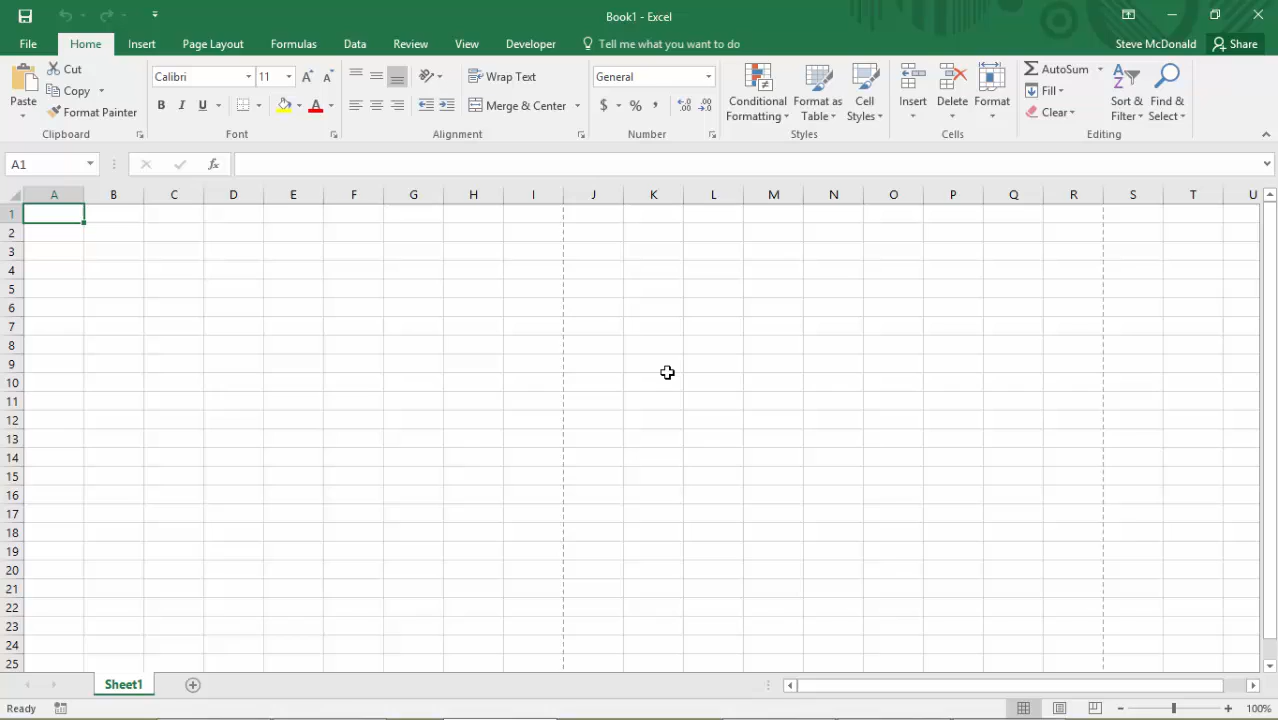 Book1 - Excel
Steve McDonald
Share
File Home Insert Page Layout Formulas Data Review View Developer Tell me what you want to do
Paste
Cut
Copy
Format Painter
Clipboard
Calibri 11
B I U A
Font
Wrap Text
Merge & Center
Alignment
General
$ % ,
Number
Conditional Formatting
Format as Table
Cell Styles
Styles
Insert
Delete
Format
Cells
AutoSum
Fill
Clear
Sort & Filter
Find & Select
Editing
A1 fx
A B C D E F G H I J K L M N O P Q R S T U
1
2
3
4
5
6
7
8
9
10
11
12
13
14
15
16
17
18
19
20
21
22
23
24
25
Sheet1
Ready 100%